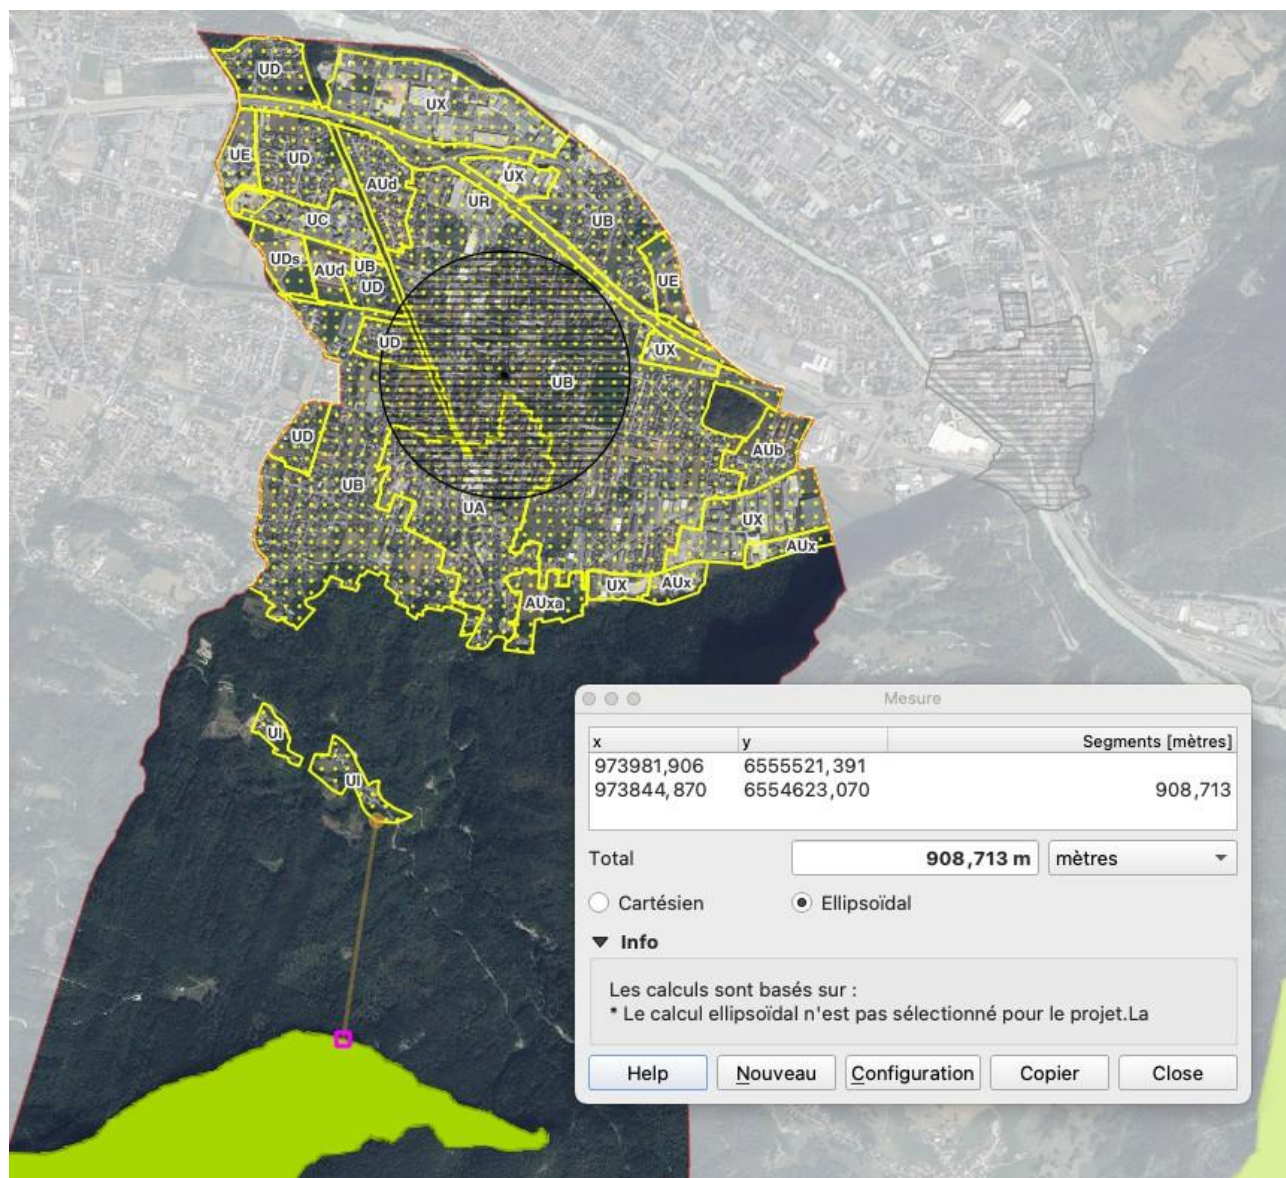 UD
UX
UE
UD
AUd
UX
UR
UC
UB
UDs
AUd
UB
UD
UE
UD
UX
UB
UD
AUb
UB
UA
UX
AUx
UX
AUx
AUxa
Ui
UI
Mesure
x y Segments [mètres]
973981,906 6555521,391
973844,870 6554623,070 908,713
Total 908,713 m mètres
Cartésien Ellipsoïdal
Info
Les calculs sont basés sur :
* Le calcul ellipsoïdal n'est pas sélectionné pour le projet.La
Help Nouveau Configuration Copier Close